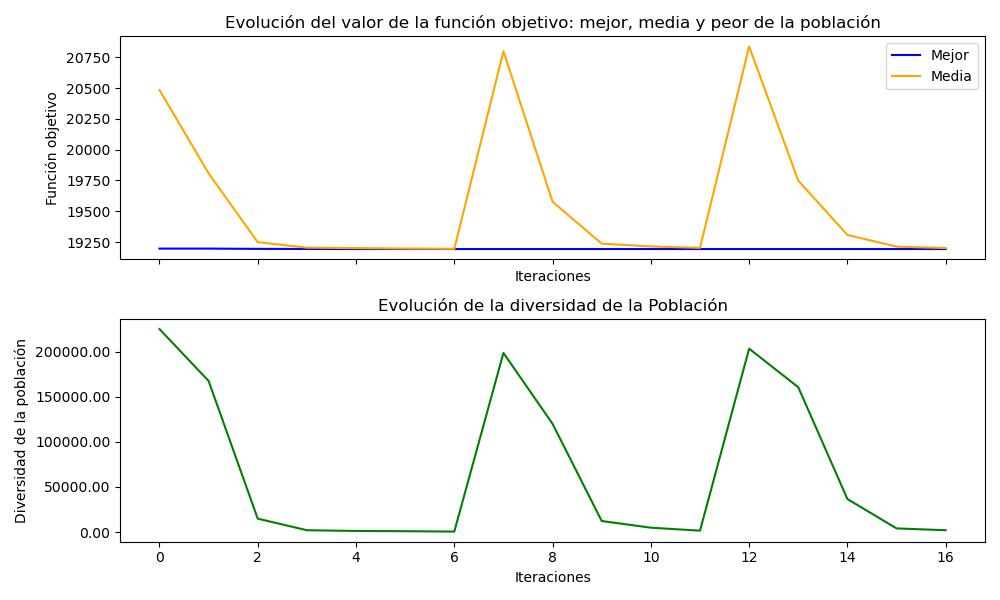 Evolución del valor de la función objetivo: mejor, media y peor de la población
Función objetivo
20750
20500
20250
20000
19750
19500
19250
Mejor
Media
Iteraciones
Evolución de la diversidad de la Población
Diversidad de la población
200000.00
150000.00
100000.00
50000.00
0.00
0 2 4 6 8 10 12 14 16
Iteraciones